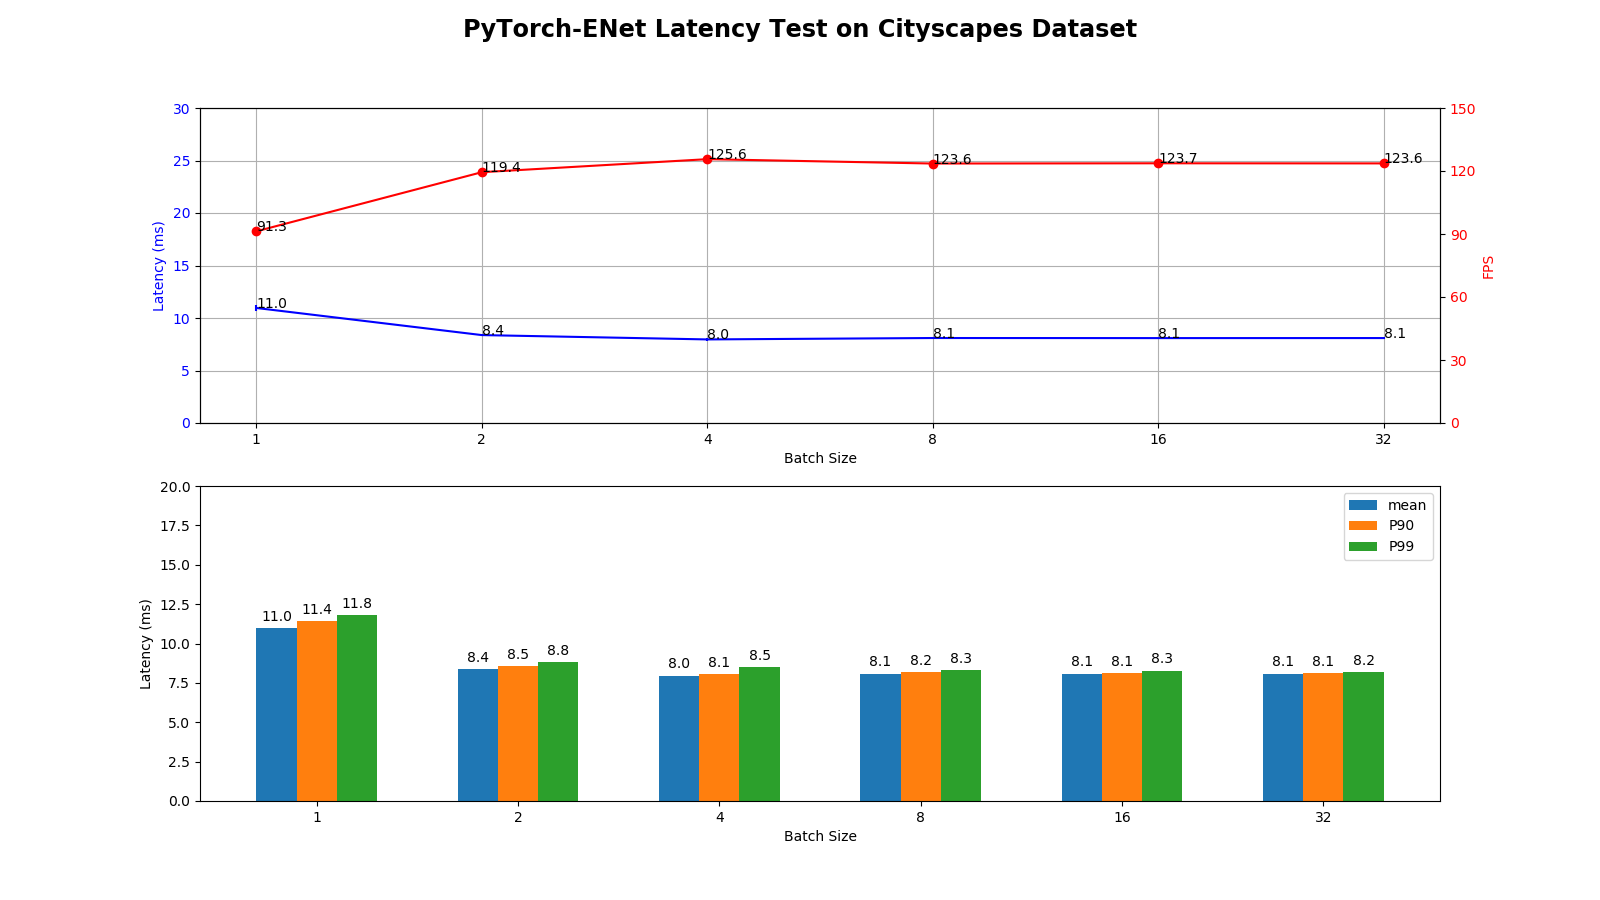 PyTorch-ENet Latency Test on Cityscapes Dataset
30 150
25 120
20 90
15 60
10 30
5
0 0
Latency (ms)
FPS
91.3 119.4 125.6 123.6 123.7 123.6
11.0 8.4 8.0 8.1 8.1 8.1
1 2 4 8 16 32
Batch Size
20.0
17.5
15.0
12.5
10.0
7.5
5.0
2.5
0.0
Latency (ms)
mean
P90
P99
11.0 11.4 11.8 8.4 8.5 8.8 8.0 8.1 8.5 8.1 8.2 8.3 8.1 8.1 8.3 8.1 8.1 8.2
1 2 4 8 16 32
Batch Size